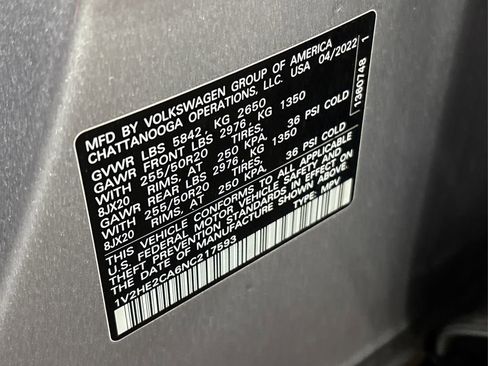 MFD BY VOLKSWAGEN GROUP OF AMERICA
CHATTANOOGA OPERATIONS, LLC. USA 04/2022
GVWR LBS 5842, KG 2650
GAWR FRONT LBS 2976, KG 1350
WITH 255/50R20 TIRES,
8JX20 RIMS. AT 250 KPA. 36 PSI COLD
GAWR REAR LBS 2976, KG 1350
WITH 255/50R20 TIRES,
8JX20 RIMS. AT 250 KPA. 36 PSI COLD
THIS VEHICLE CONFORMS TO ALL APPLICABLE
U.S. FEDERAL MOTOR VEHICLE SAFETY AND
THEFT PREVENTION STANDARDS IN EFFECT ON
THE DATE OF MANUFACTURE SHOWN ABOVE.
1V2HE2CA6NC217593 TYPE: MPV
1360748 1